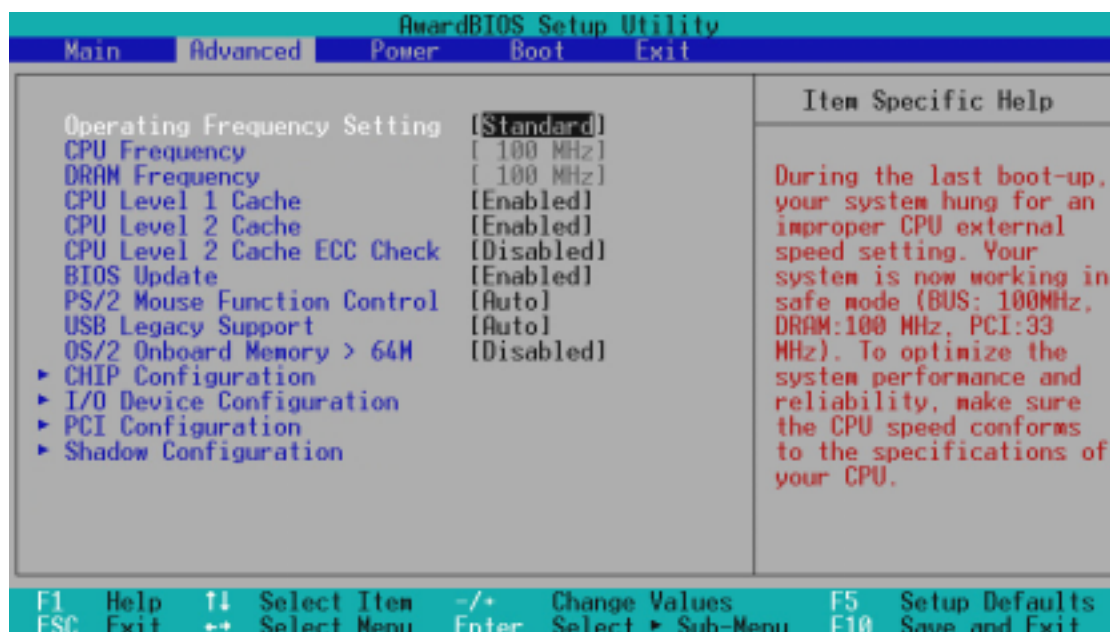 AwardBIOS Setup Utility
Main Advanced Power Boot Exit
Operating Frequency Setting [Standard]
CPU Frequency [ 100 MHz]
DRAM Frequency [ 100 MHz]
CPU Level 1 Cache [Enabled]
CPU Level 2 Cache [Enabled]
CPU Level 2 Cache ECC Check [Disabled]
BIOS Update [Enabled]
PS/2 Mouse Function Control [Auto]
USB Legacy Support [Auto]
OS/2 Onboard Memory > 64M [Disabled]
► CHIP Configuration
► I/O Device Configuration
► PCI Configuration
► Shadow Configuration
Item Specific Help
During the last boot-up,
your system hung for an
improper CPU external
speed setting. Your
system is now working in
safe mode (BUS: 100MHz,
DRAM:100 MHz, PCI:33
MHz). To optimize the
system performance and
reliability, make sure
the CPU speed conforms
to the specifications of
your CPU.
F1 Help ↑↓ Select Item -/+ Change Values F5 Setup Defaults
ESC Exit ←→ Select Menu Enter Select ► Sub-Menu F10 Save and Exit